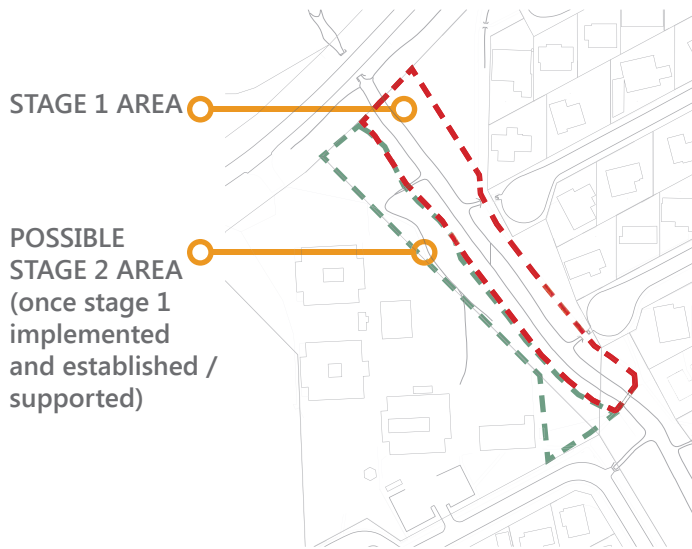 STAGE 1 AREA
POSSIBLE
STAGE 2 AREA
(once stage 1
implemented
and established /
supported)